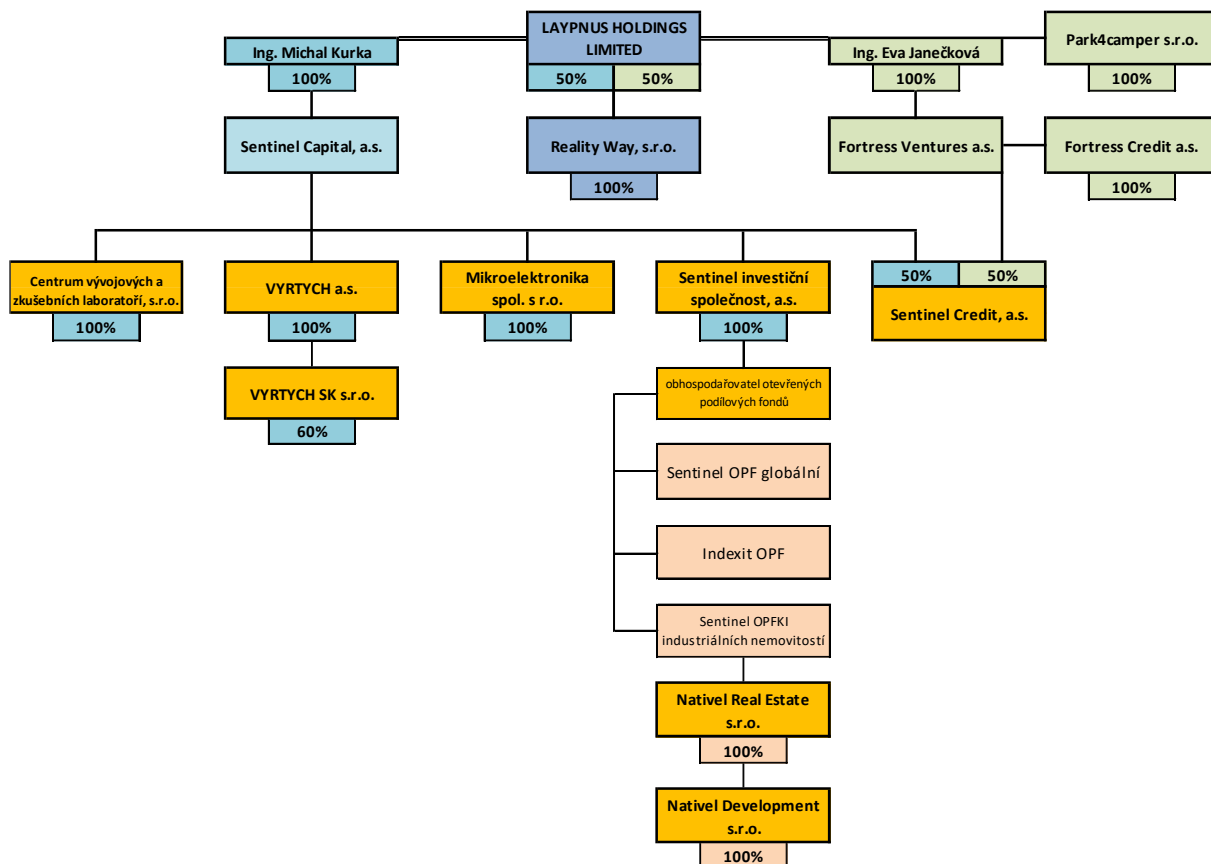 LAYPNUS HOLDINGS
LIMITED
50%
50%
Ing. Michal Kurka
100%
Ing. Eva Janečková
100%
Park4camper s.r.o.
100%
Sentinel Capital, a.s.
Reality Way, s.r.o.
100%
Fortress Ventures a.s.
Fortress Credit a.s.
100%
Centrum vývojových a
zkušebních laboratoří, s.r.o.
100%
VYRTYCH a.s.
100%
Mikroelektronika
spol. s r.o.
100%
Sentinel investiční
společnost, a.s.
100%
50%
50%
Sentinel Credit, a.s.
VYRTYCH SK s.r.o.
60%
obhospodařovatel otevřených
podílových fondů
Sentinel OPF globální
Indexit OPF
Sentinel OPFKI
industriálních nemovitostí
Nativel Real Estate
s.r.o.
100%
Nativel Development
s.r.o.
100%